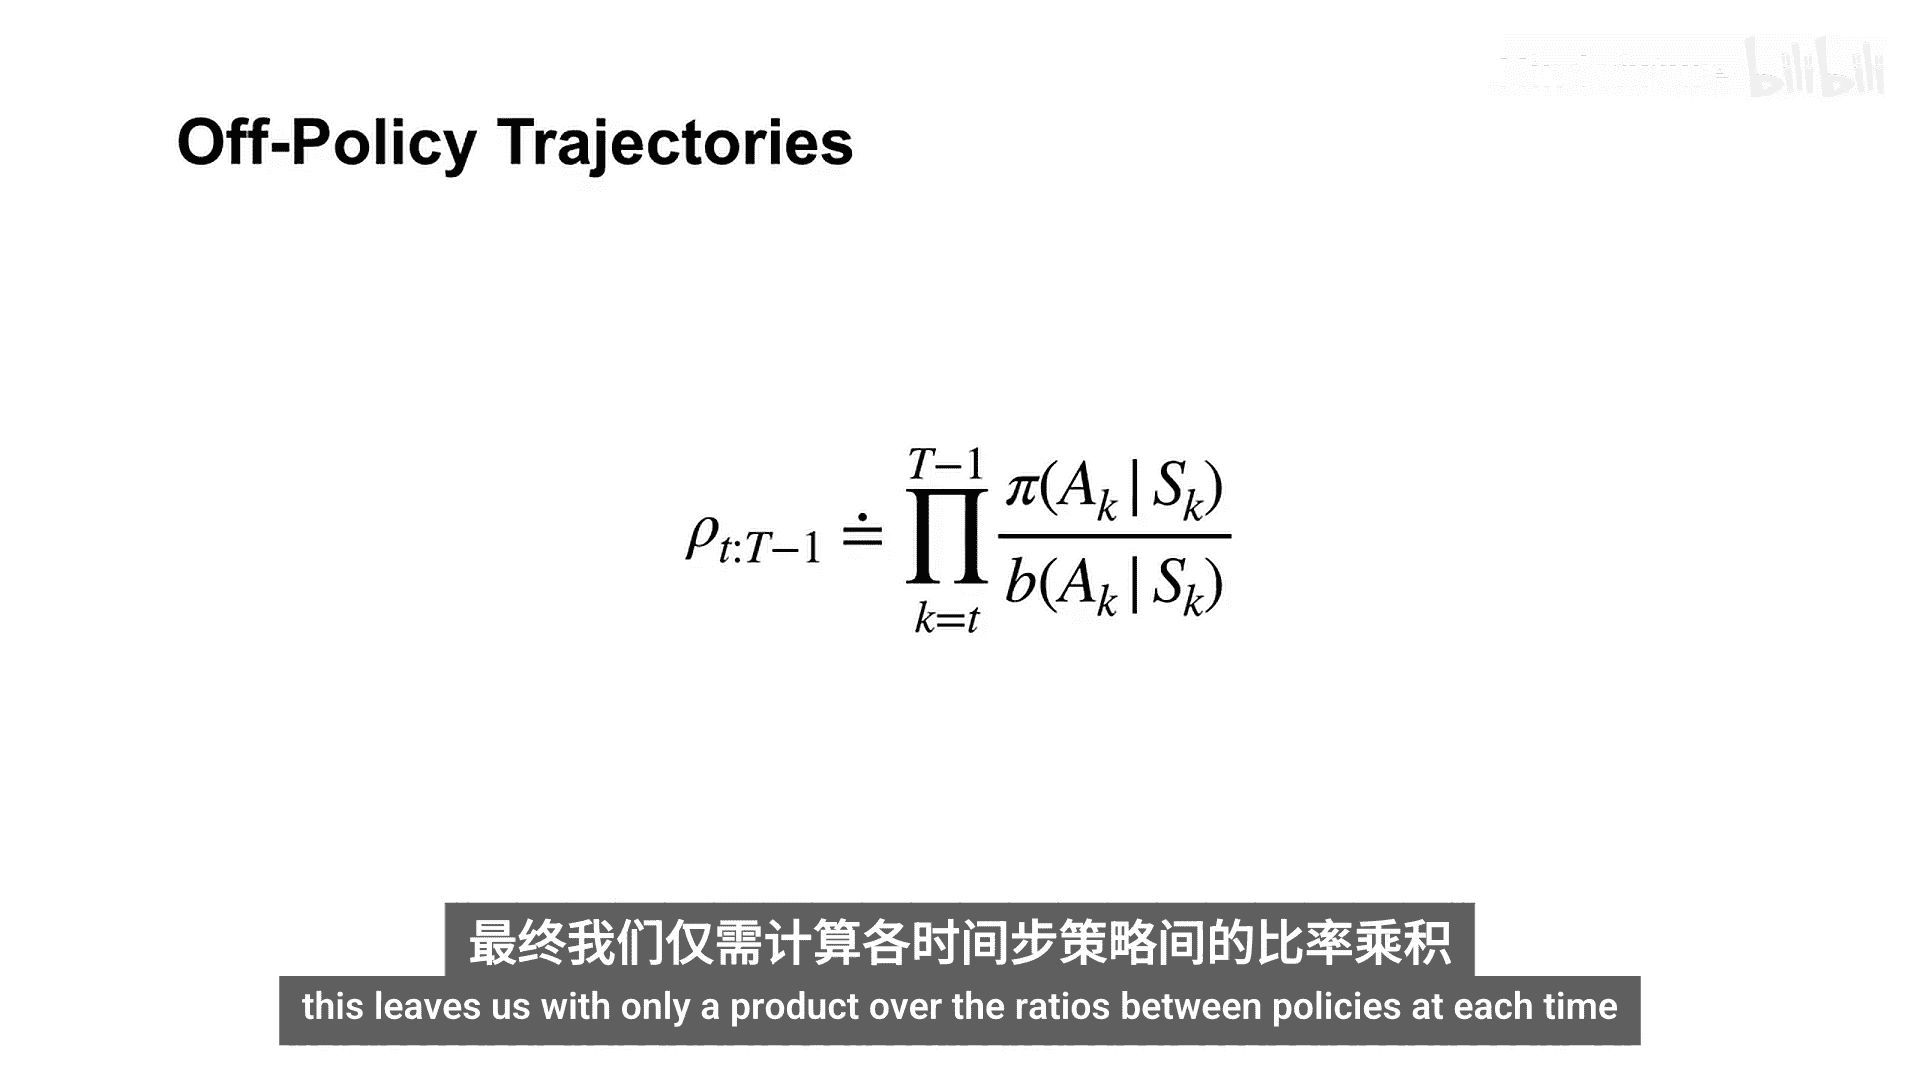 bilibili
Off-Policy Trajectories
ρ_{t:T−1} ≐ ∏_{k=t}^{T−1} π(A_k | S_k) / b(A_k | S_k)
最终我们仅需计算各时间步策略间的比率乘积
this leaves us with only a product over the ratios between policies at each time